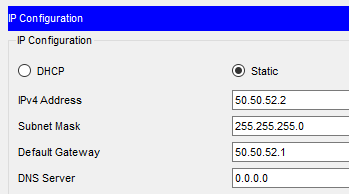 IP Configuration
IP Configuration
DHCP Static
IPv4 Address 50.50.52.2
Subnet Mask 255.255.255.0
Default Gateway 50.50.52.1
DNS Server 0.0.0.0